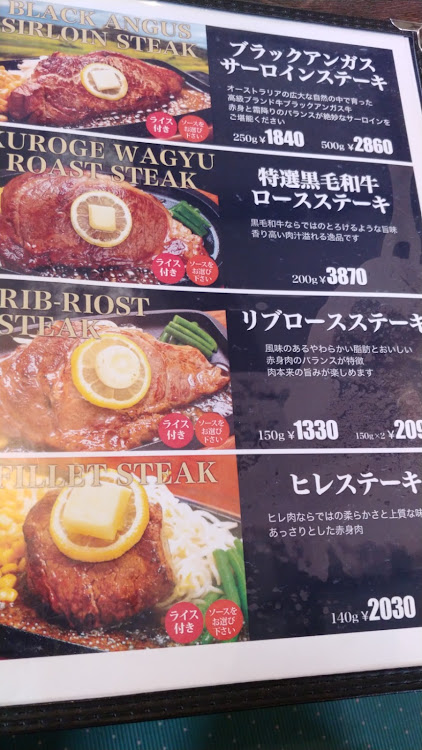 BLACK ANGUS
SIRLOIN STEAK
ブラックアンガス
サーロインステーキ
オーストラリアの広大な自然の中で育った
高級ブランド牛ブラックアンガス牛
赤身と霜降りのバランスが絶妙なサーロインを
ご堪能ください
ライス
付き
ソースを
お選び
下さい
250g ¥1840 500g ¥2860
KUROGE WAGYU
ROAST STEAK
特選黒毛和牛
ロースステーキ
黒毛和牛ならではのとろけるような旨味
香り高い肉汁溢れる逸品です
ライス
付き
ソースを
お選び
下さい
200g ¥3870
RIB-RIOST
STEAK
リブロースステーキ
風味のあるやわらかい脂肪とおいしい
赤身肉のバランスが特徴
肉本来の旨みが楽しめます
ライス
付き
ソースを
お選び
下さい
150g ¥1330 150g×2 ¥209
FILLET STEAK
ヒレステーキ
ヒレ肉ならではの柔らかさと上質な味
あっさりとした赤身肉
ライス
付き
ソースを
お選び
下さい
140g ¥2030